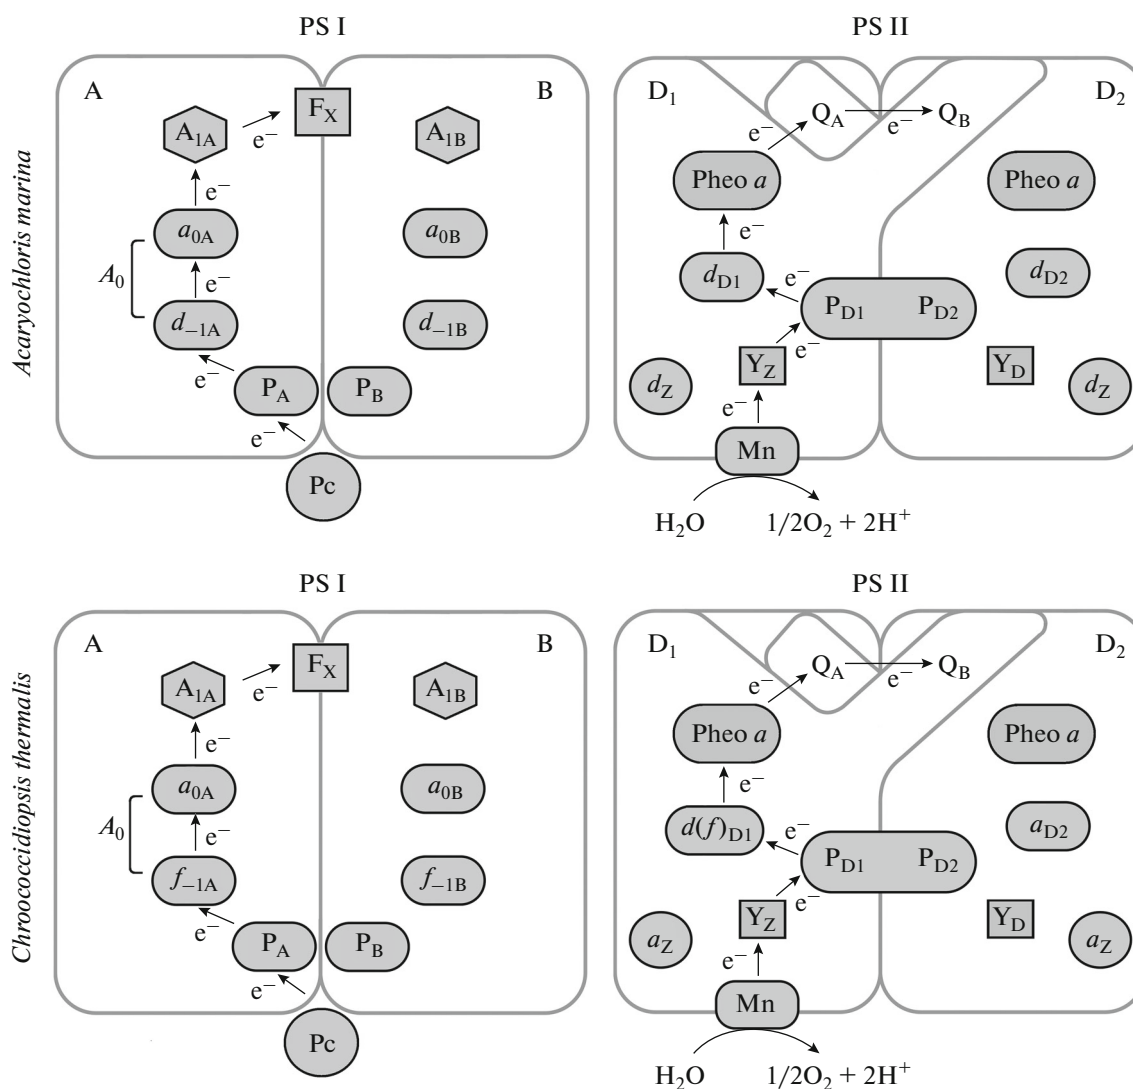 PS I
PS II
Acaryochloris marina
A
B
A1A
e−
FX
A1B
e−
a0A
a0B
A0
e−
d−1A
d−1B
e−
PA
PB
e−
Pc
D1
D2
QA
e−
QB
e−
Pheo a
Pheo a
e−
dD1
e−
dD2
PD1
PD2
e−
YZ
YD
dZ
dZ
e−
Mn
H2O
1/2O2 + 2H+
PS I
PS II
Chroococcidiopsis thermalis
A
B
A1A
e−
FX
A1B
e−
a0A
a0B
A0
e−
f−1A
f−1B
e−
PA
PB
e−
Pc
D1
D2
QA
e−
QB
e−
Pheo a
Pheo a
e−
d(f)D1
e−
aD2
PD1
PD2
e−
YZ
YD
aZ
aZ
e−
Mn
H2O
1/2O2 + 2H+